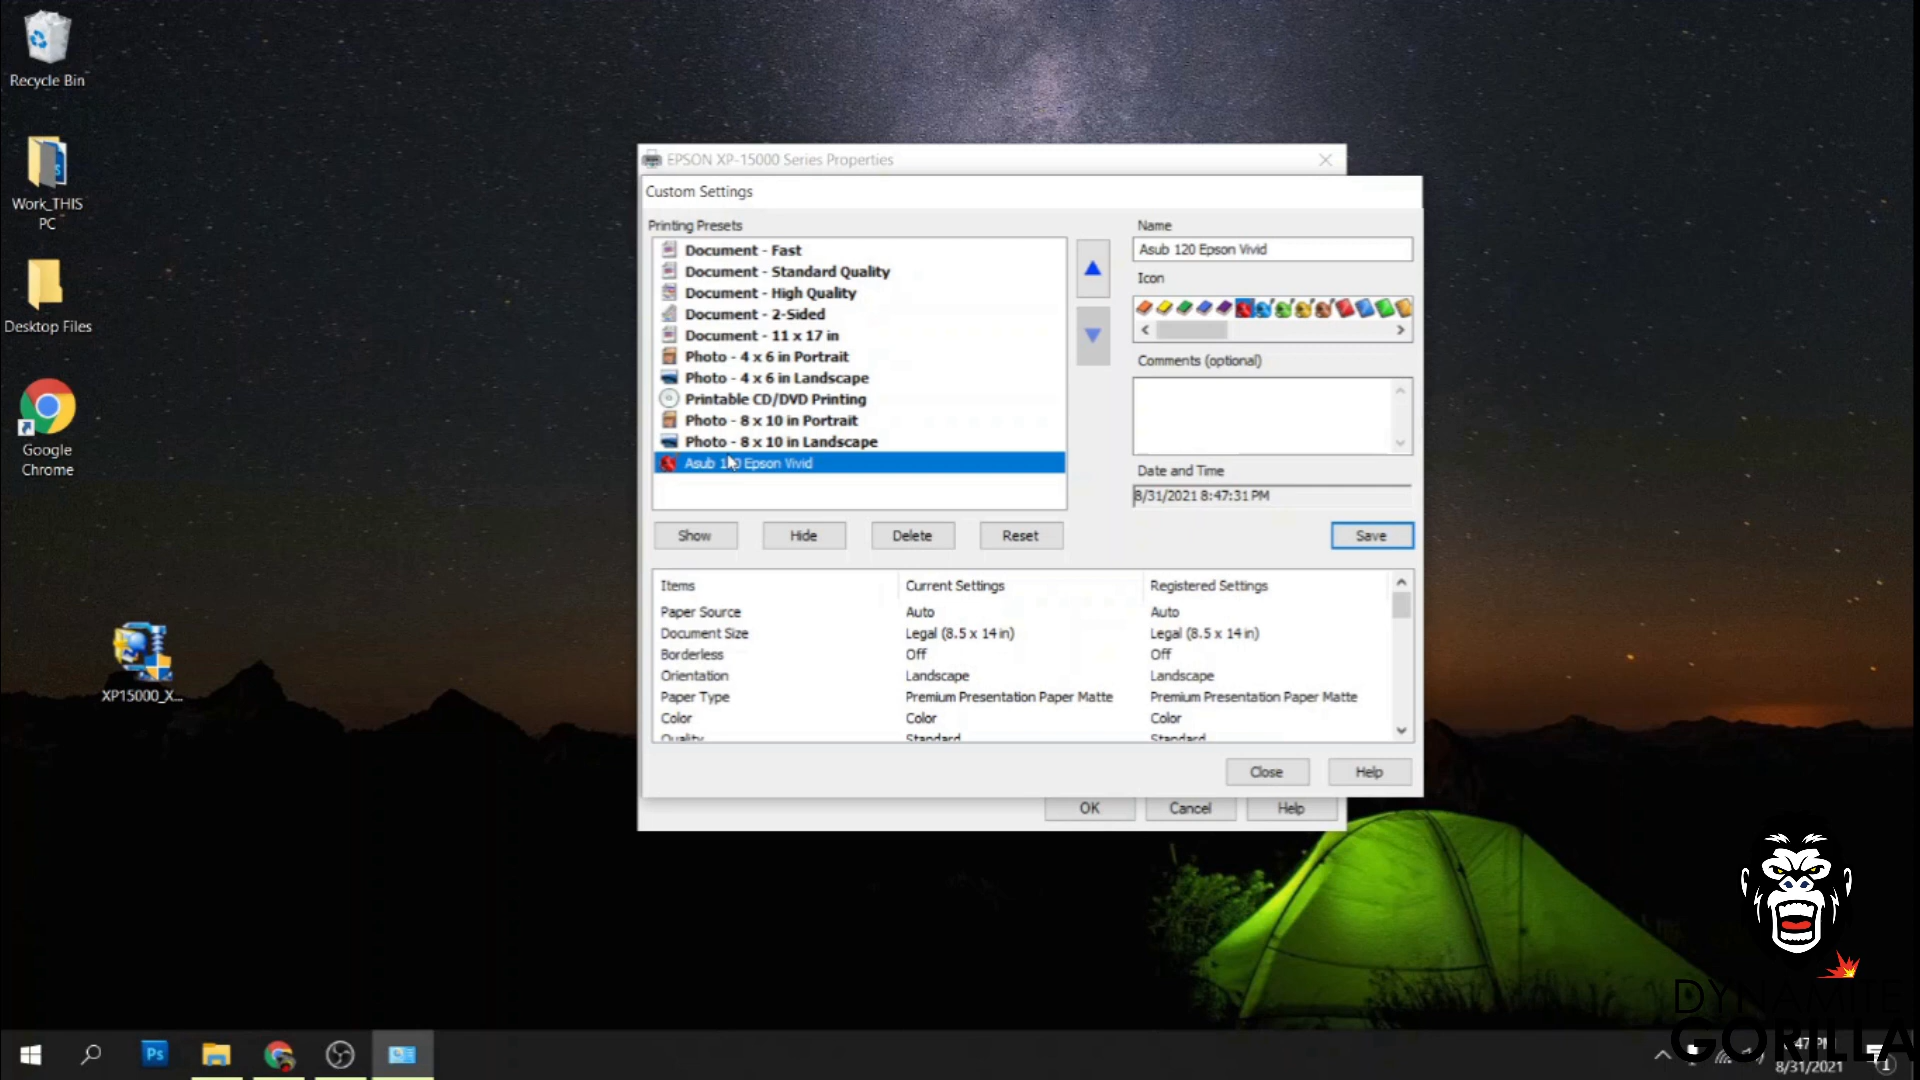 Recycle Bin
Work_THIS
PC
Desktop Files
Google
Chrome
XP15000_X...
EPSON XP-15000 Series Properties
Custom Settings
Printing Presets
Document - Fast
Document - Standard Quality
Document - High Quality
Document - 2-Sided
Document - 11 x 17 in
Photo - 4 x 6 in Portrait
Photo - 4 x 6 in Landscape
Printable CD/DVD Printing
Photo - 8 x 10 in Portrait
Photo - 8 x 10 in Landscape
Asub 120 Epson Vivid
Show Hide Delete Reset
Name
Asub 120 Epson Vivid
Icon
Comments (optional)
Date and Time
8/31/2021 8:47:31 PM
Save
Items Current Settings Registered Settings
Paper Source Auto Auto
Document Size Legal (8.5 x 14 in) Legal (8.5 x 14 in)
Borderless Off Off
Orientation Landscape Landscape
Paper Type Premium Presentation Paper Matte Premium Presentation Paper Matte
Color Color Color
Quality Standard Standard
Close Help
OK Cancel Help
DYNAMITE
GORILLA
Ps
:47 PM
8/31/2021
1